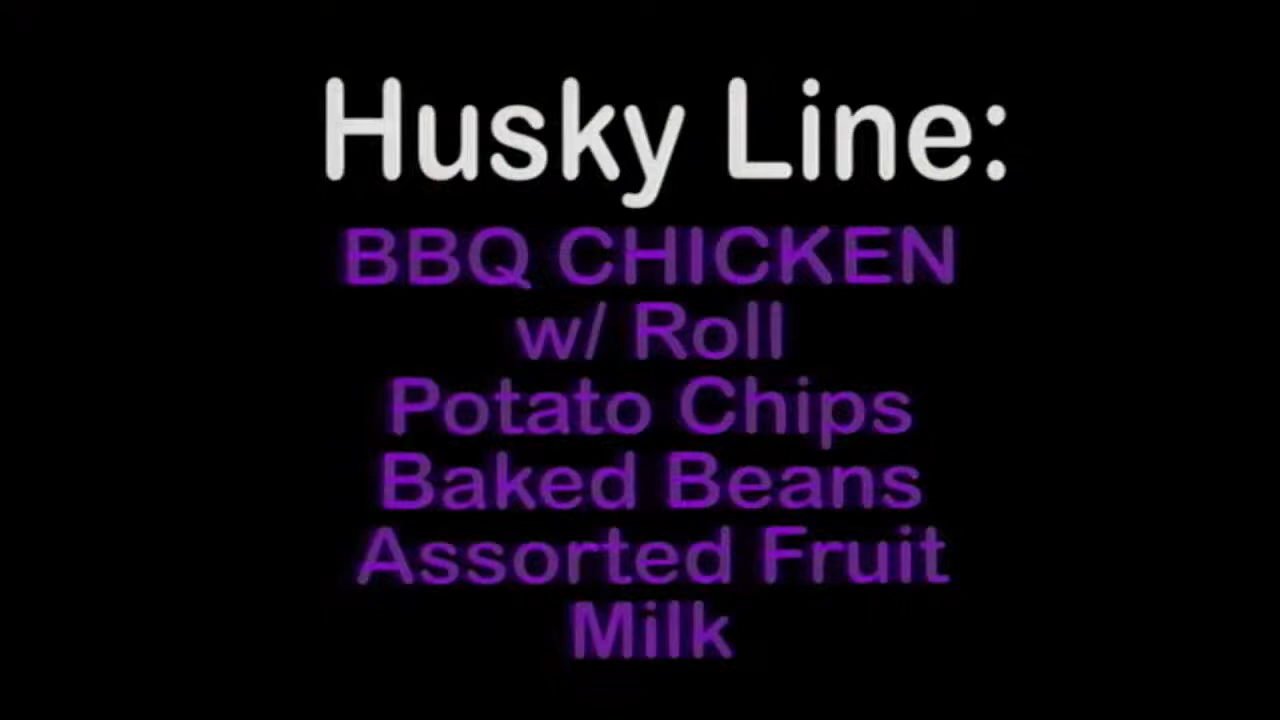 Husky Line:
BBQ CHICKEN
w/ Roll
Potato Chips
Baked Beans
Assorted Fruit
Milk